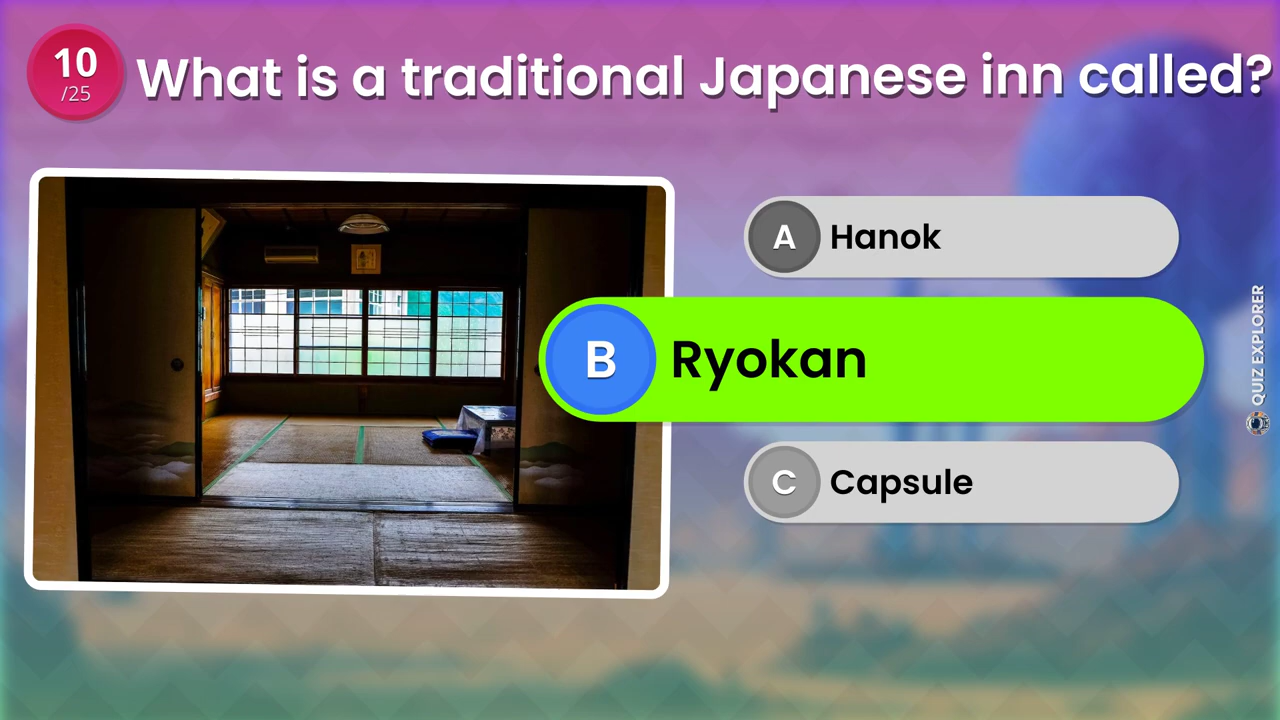 10
/25
What is a traditional Japanese inn called?
A Hanok
B Ryokan
C Capsule
QUIZ EXPLORER